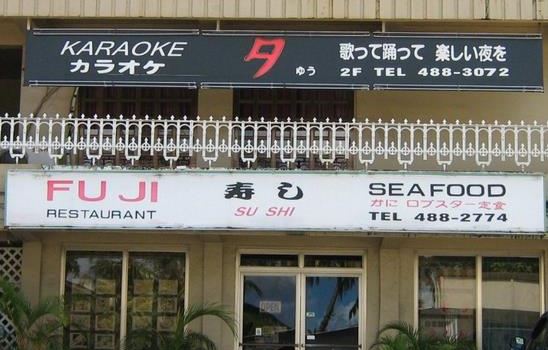 KARAOKE
カラオケ
夕
ゆう
歌って踊って 楽しい夜を
2F TEL 488-3072
FUJI
RESTAURANT
寿し
SU SHI
SEAFOOD
かに ロブスター定食
TEL 488-2774
OPEN